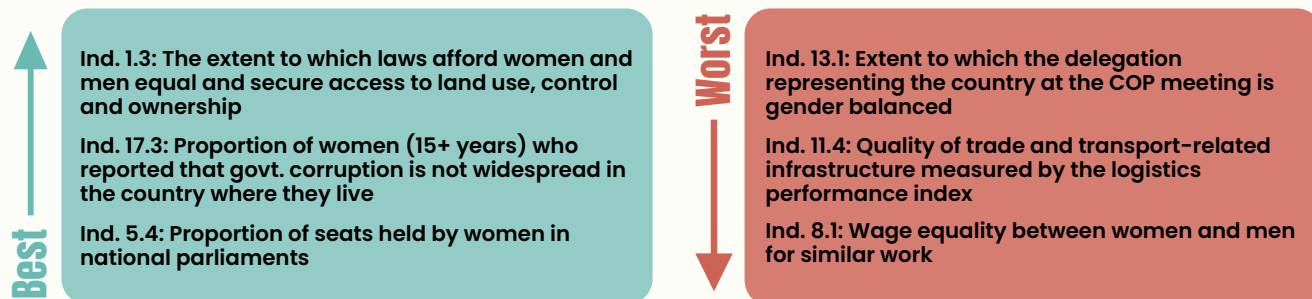 Best
Ind. 1.3: The extent to which laws afford women and
men equal and secure access to land use, control
and ownership
Ind. 17.3: Proportion of women (15+ years) who
reported that govt. corruption is not widespread in
the country where they live
Ind. 5.4: Proportion of seats held by women in
national parliaments
Worst
Ind. 13.1: Extent to which the delegation
representing the country at the COP meeting is
gender balanced
Ind. 11.4: Quality of trade and transport-related
infrastructure measured by the logistics
performance index
Ind. 8.1: Wage equality between women and men
for similar work